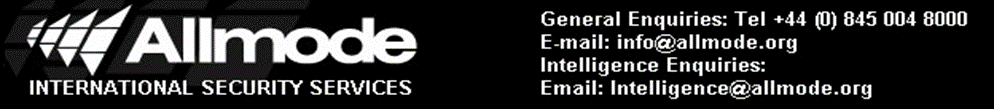 Allmode
INTERNATIONAL SECURITY SERVICES
General Enquiries: Tel +44 (0) 845 004 8000
E-mail: info@allmode.org
Intelligence Enquiries:
Email: Intelligence@allmode.org